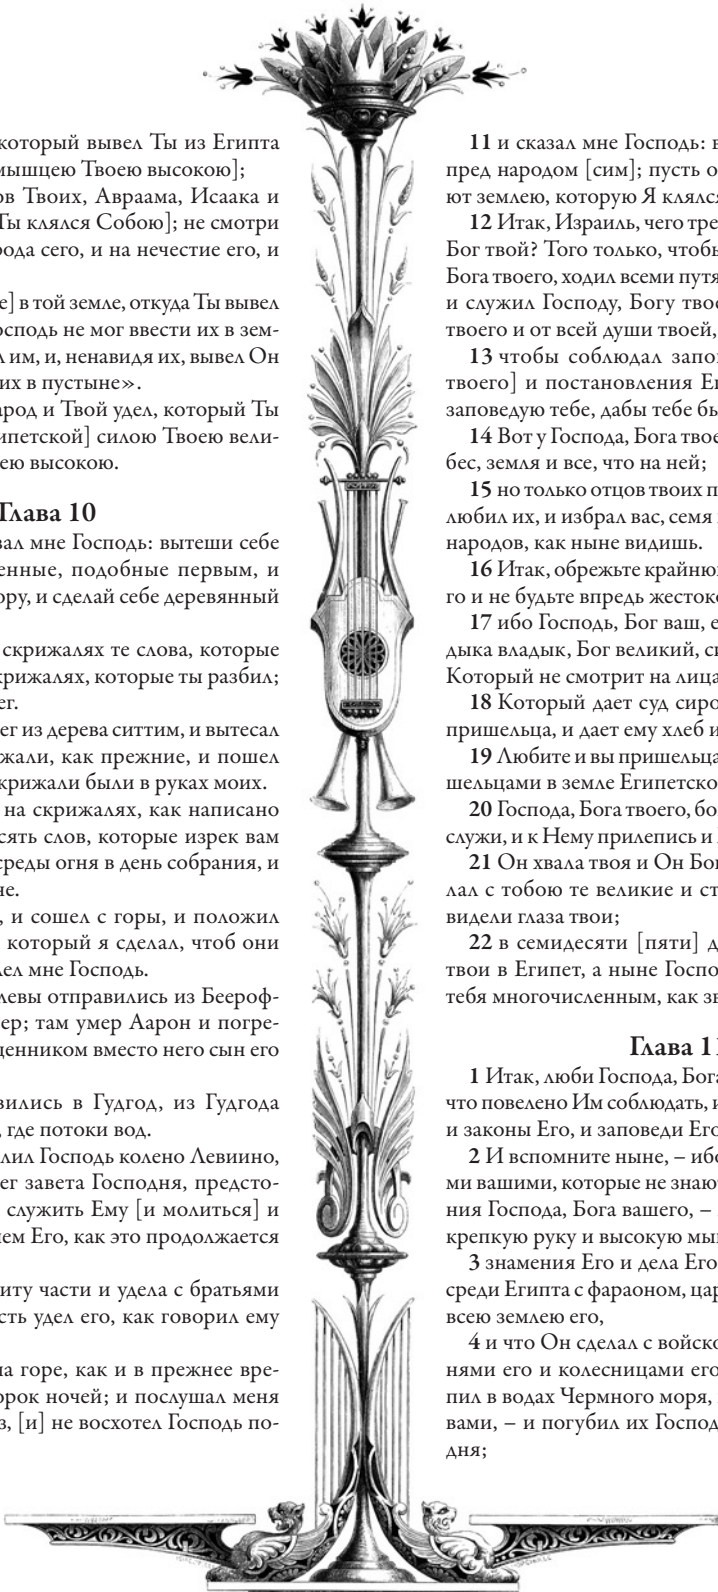 который вывел Ты из Египта
мышцею Твоею высокою];
ов Твоих, Авраама, Исаака и
Ты клялся Собою]; не смотри
ода сего, и на нечестие его, и
е] в той земле, откуда Ты вывел
осподь не мог ввести их в зем-
л им, и, ненавидя их, вывел Он
их в пустыне».
арод и Твой удел, который Ты
ипетской] силою Твоею вели-
ею высокою.
Глава 10
зал мне Господь: вытеши себе
енные, подобные первым, и
ору, и сделай себе деревянный
скрижалях те слова, которые
крижалях, которые ты разбил;
ег.
ег из дерева ситтим, и вытесал
жали, как прежние, и пошел
крижали были в руках моих.
на скрижалях, как написано
сять слов, которые изрек вам
среды огня в день собрания, и
не.
, и сошел с горы, и положил
который я сделал, чтоб они
лел мне Господь.
левы отправились из Беероф-
ер; там умер Аарон и погре-
ценником вместо него сын его
вились в Гудгод, из Гудгода
, где потоки вод.
лил Господь колено Левиино,
ег завета Господня, предсто-
служить Ему [и молиться] и
ем Его, как это продолжается
иту части и удела с братьями
сть удел его, как говорил ему
на горе, как и в прежнее вре-
орок ночей; и послушал меня
з, [и] не восхотел Господь по-
11 и сказал мне Господь: в
пред народом [сим]; пусть о
ют землею, которую Я клялся
12 Итак, Израиль, чего тре
Бог твой? Того только, чтобы
Бога твоего, ходил всеми путя
и служил Господу, Богу твое
твоего и от всей души твоей,
13 чтобы соблюдал запо
твоего] и постановления Е
заповедую тебе, дабы тебе бы
14 Вот у Господа, Бога твое
бес, земля и все, что на ней;
15 но только отцов твоих п
любил их, и избрал вас, семя
народов, как ныне видишь.
16 Итак, обрежьте крайню
го и не будьте впредь жесток
17 ибо Господь, Бог ваш, е
дыка владык, Бог великий, си
Который не смотрит на лица
18 Который дает суд сиро
пришельца, и дает ему хлеб и
19 Любите и вы пришельца
шельцами в земле Египетско
20 Господа, Бога твоего, бо
служи, и к Нему прилепись и
21 Он хвала твоя и Он Бог
лал с тобою те великие и ст
видели глаза твои;
22 в семидесяти [пяти] д
твои в Египет, а ныне Госпо
тебя многочисленным, как зв
Глава 11
1 Итак, люби Господа, Бога
что повелено Им соблюдать, и
и законы Его, и заповеди Его
2 И вспомните ныне, – ибо
ми вашими, которые не знают
ния Господа, Бога вашего, –
крепкую руку и высокую мы
3 знамения Его и дела Его
среди Египта с фараоном, цар
всею землею его,
4 и что Он сделал с войско
нями его и колесницами его
пил в водах Чермного моря,
вами, – и погубил их Господ
дня;